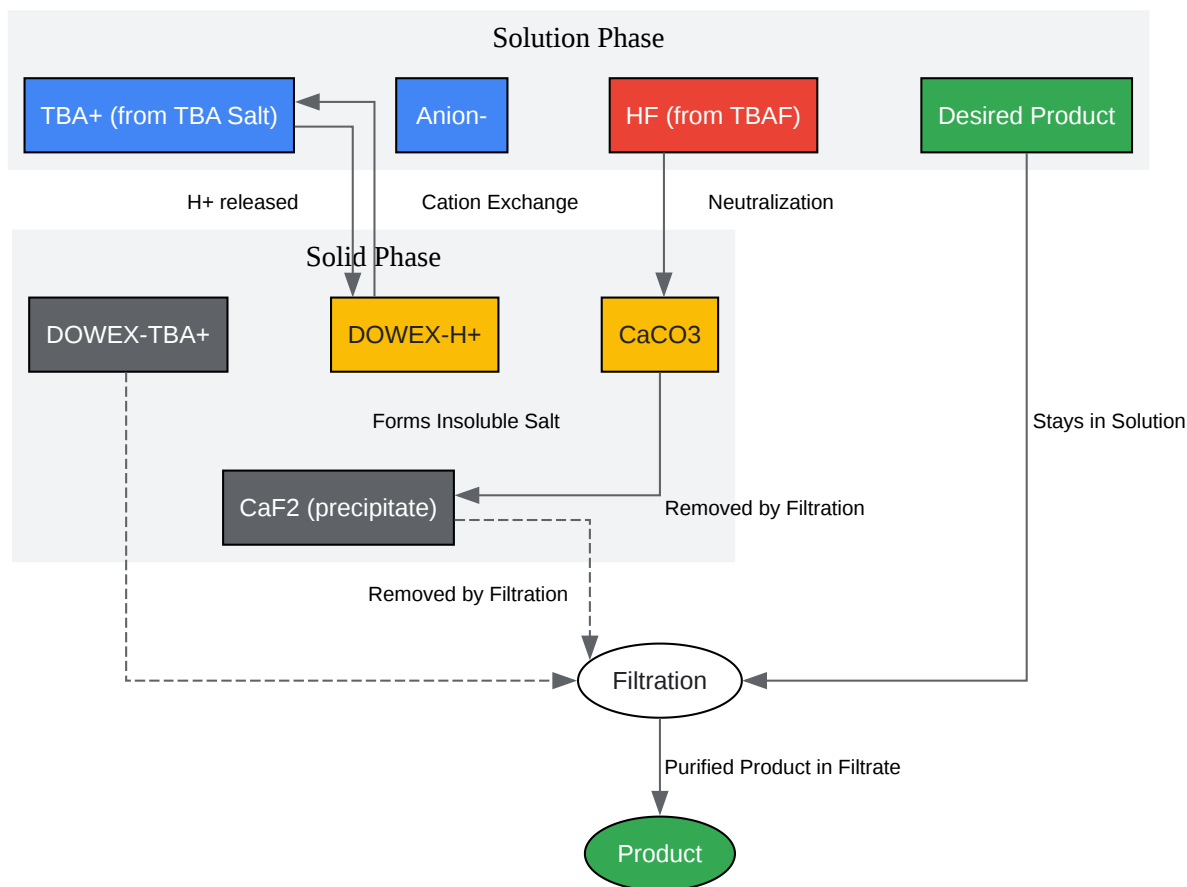 Solution Phase
TBA+ (from TBA Salt)
Anion-
HF (from TBAF)
Desired Product
H+ released
Cation Exchange
Neutralization
Solid Phase
DOWEX-TBA+
DOWEX-H+
CaCO3
Forms Insoluble Salt
Stays in Solution
CaF2 (precipitate)
Removed by Filtration
Removed by Filtration
Filtration
Purified Product in Filtrate
Product